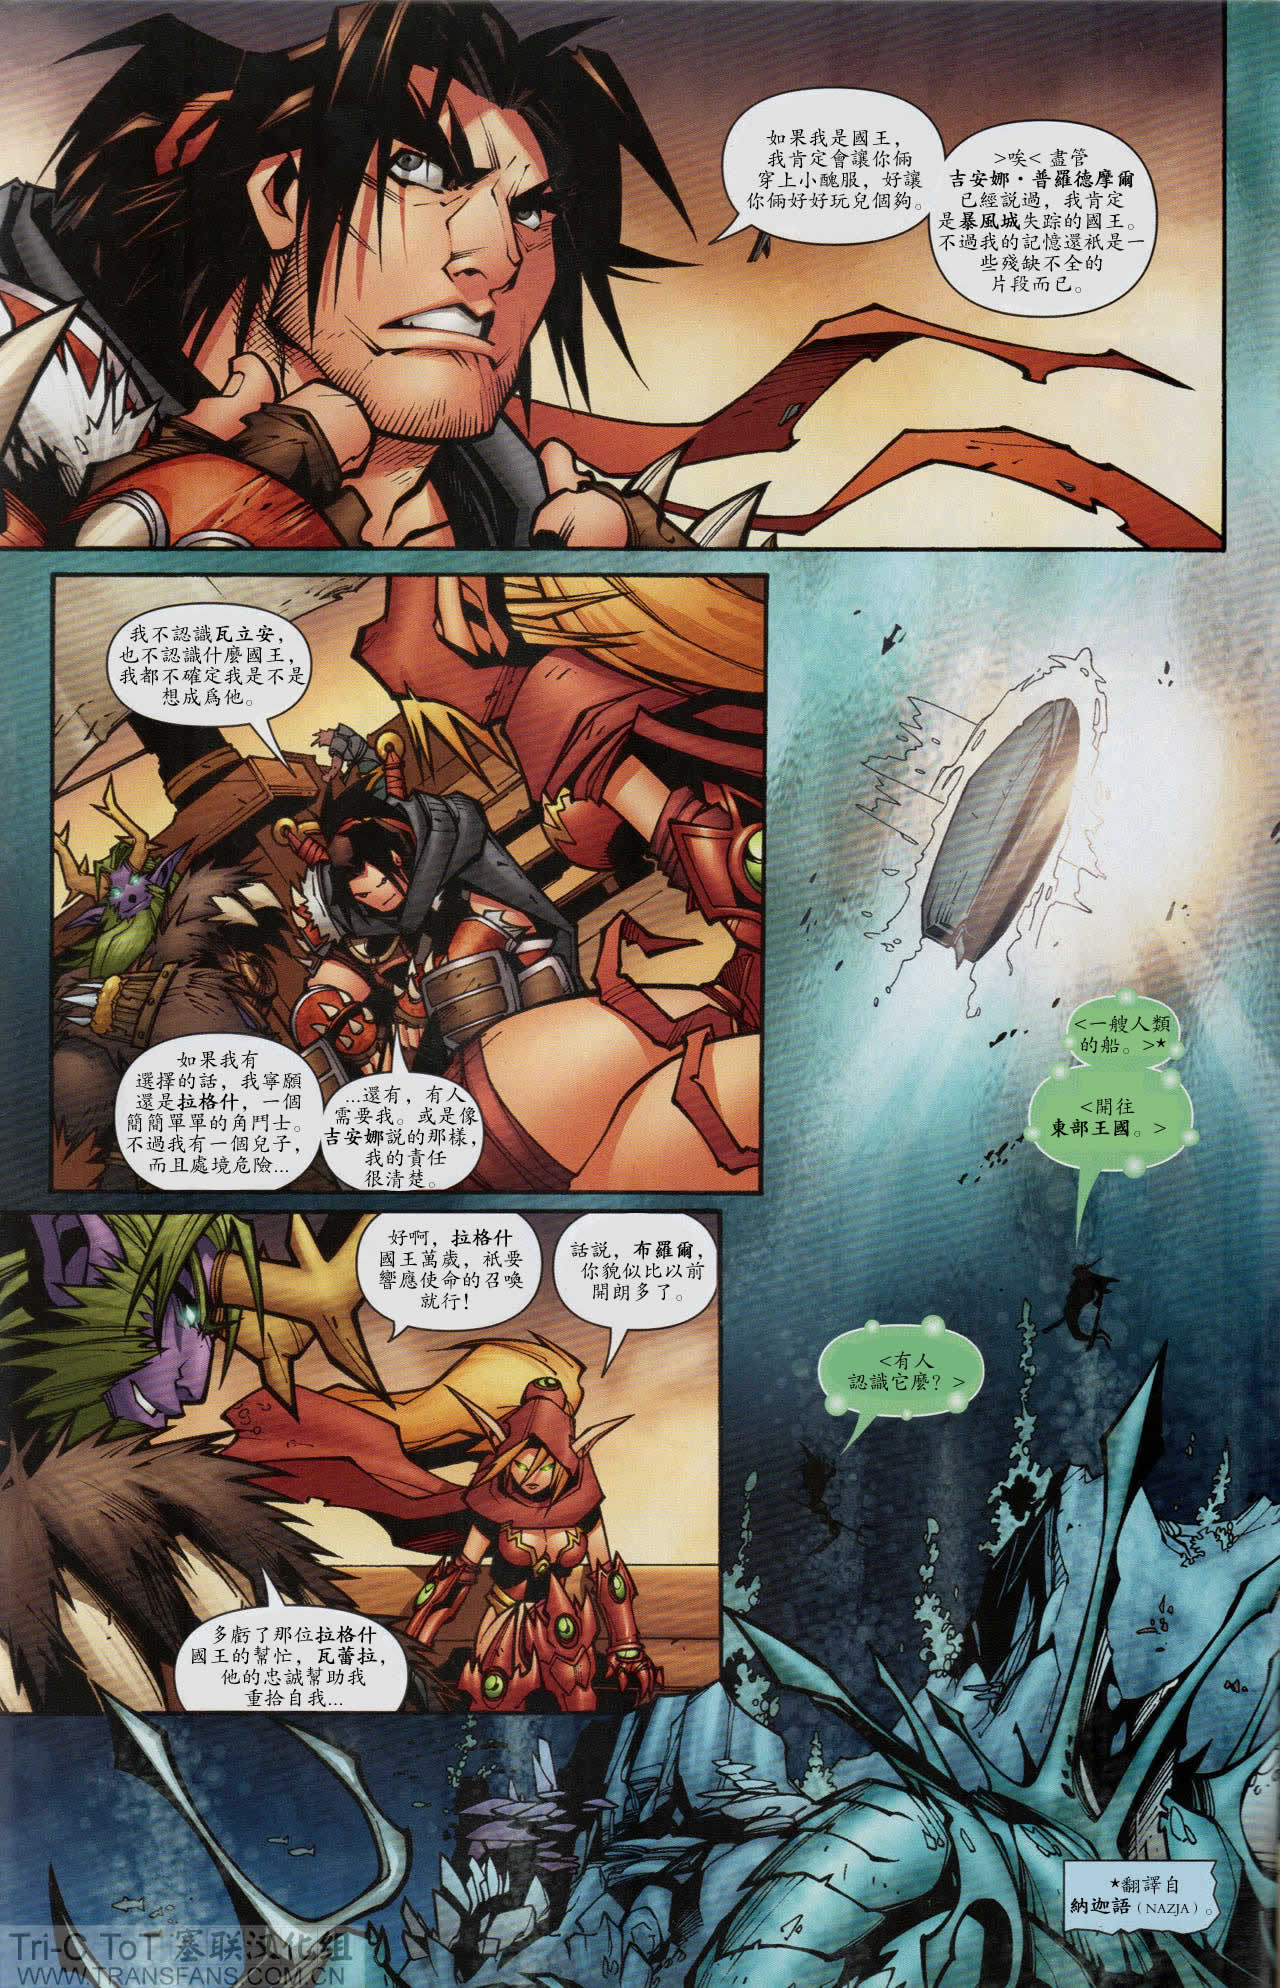 如果我是國王，
我肯定會讓你倆
穿上小醜服，好讓
你倆好好玩兒個夠。
>唉< 盡管
吉安娜·普羅德摩爾
已經説過，我肯定
是暴風城失踪的國王。
不過我的記憶還衹是一
些殘缺不全的
片段而已。
我不認識瓦立安，
也不認識什麼國王，
我都不確定我是不是
想成爲他。
如果我有
選擇的話，我寧願
還是拉格什，一個
簡簡單單的角鬥士。
不過我有一個兒子，
而且處境危險...
...還有，有人
需要我。或是像
吉安娜説的那樣，
我的責任
很清楚。
好啊，拉格什
國王萬歲，衹要
響應使命的召喚
就行！
話説，布羅爾，
你貌似比以前
開朗多了。
多虧了那位拉格什
國王的幫忙，瓦蕾拉，
他的忠誠幫助我
重拾自我...
<一艘人類
的船。>★
<開往
東部王國。>
<有人
認識它麼？>
★翻譯自
納迦語（NAZJA）。
Tri-C ToT 塞联汉化组
WWW.TRANSFANS.COM.CN